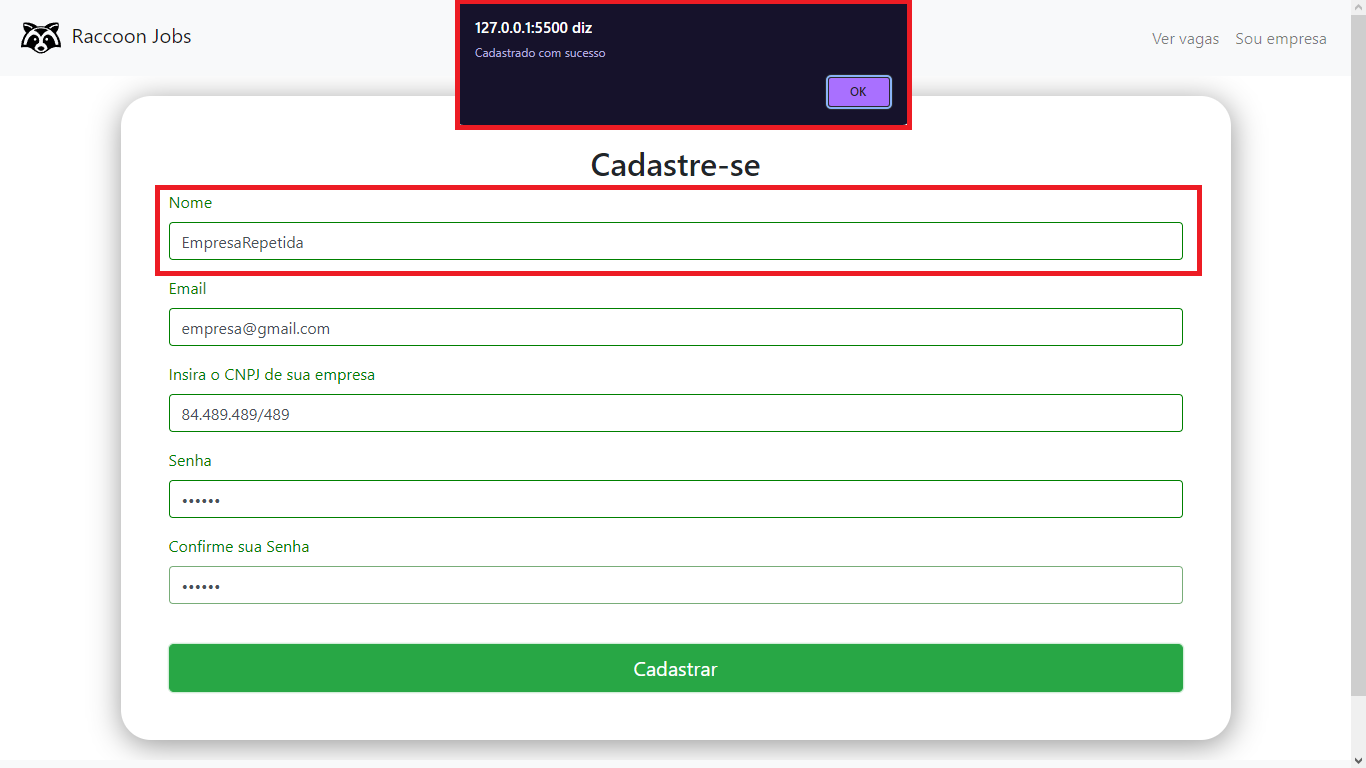 Raccoon Jobs
127.0.0.1:5500 diz
Cadastrado com sucesso
OK
Ver vagas
Sou empresa
Cadastre-se
Nome
EmpresaRepetida
Email
empresa@gmail.com
Insira o CNPJ de sua empresa
84.489.489/489
Senha
••••••
Confirme sua Senha
••••••
Cadastrar